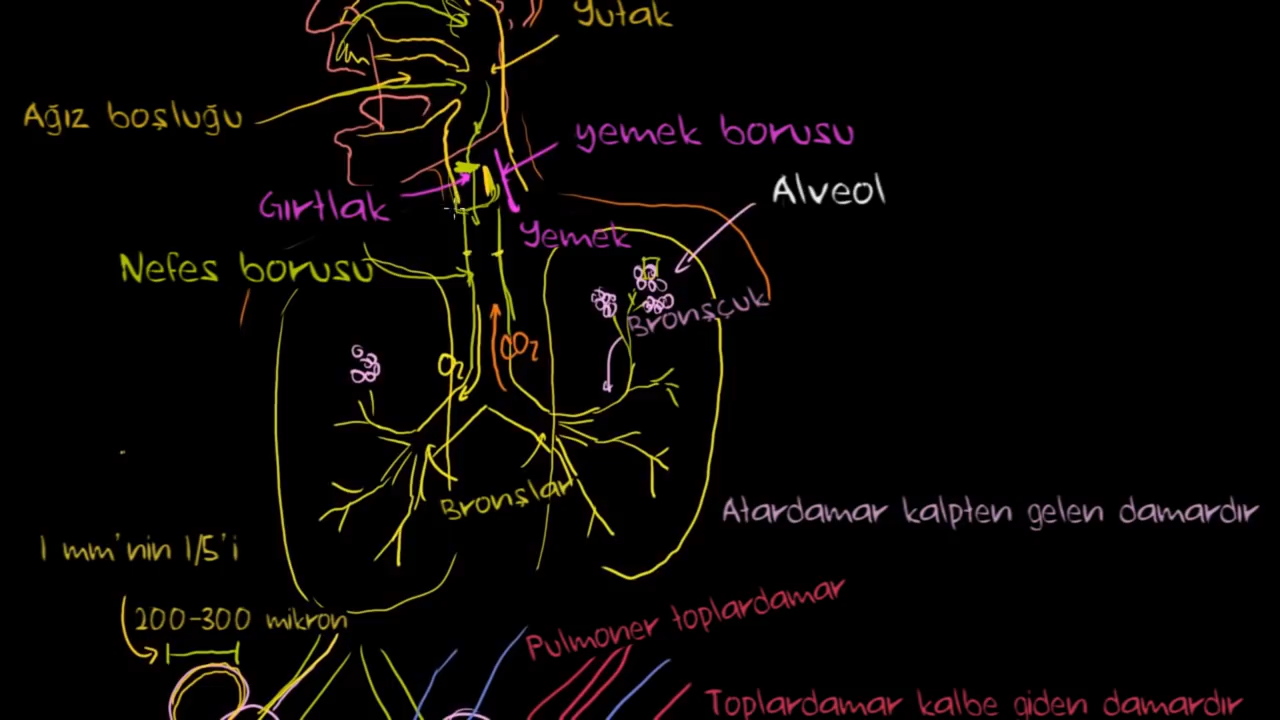 Yutak
Ağız boşluğu
yemek borusu
Alveol
Gırtlak
Yemek
Nefes borusu
Bronşçuk
CO₂
O₂
Bronşlar
Atardamar kalpten gelen damardır
1 mm'nin 1/5'i
200-300 mikron
Pulmoner toplardamar
Toplardamar kalbe giden damardır